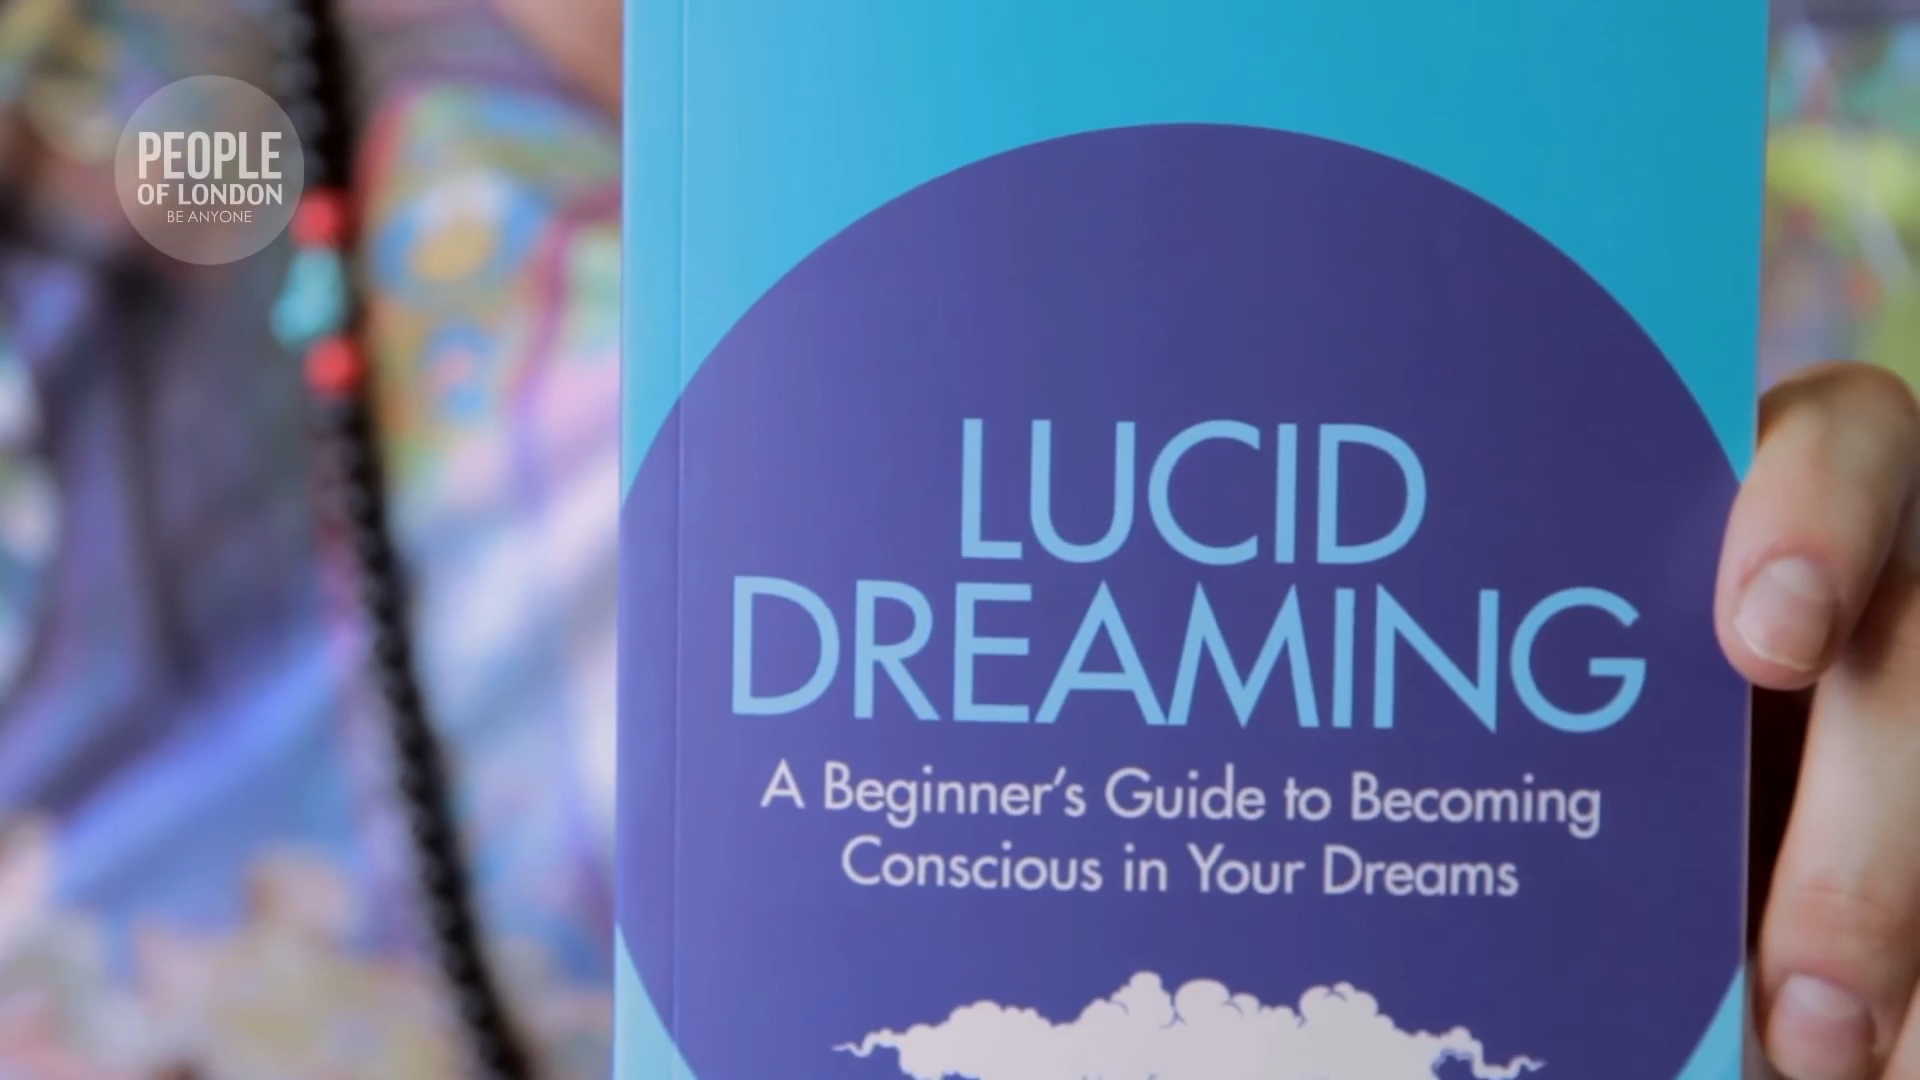 PEOPLE
OF LONDON
BE ANYONE
LUCID
DREAMING
A Beginner's Guide to Becoming
Conscious in Your Dreams